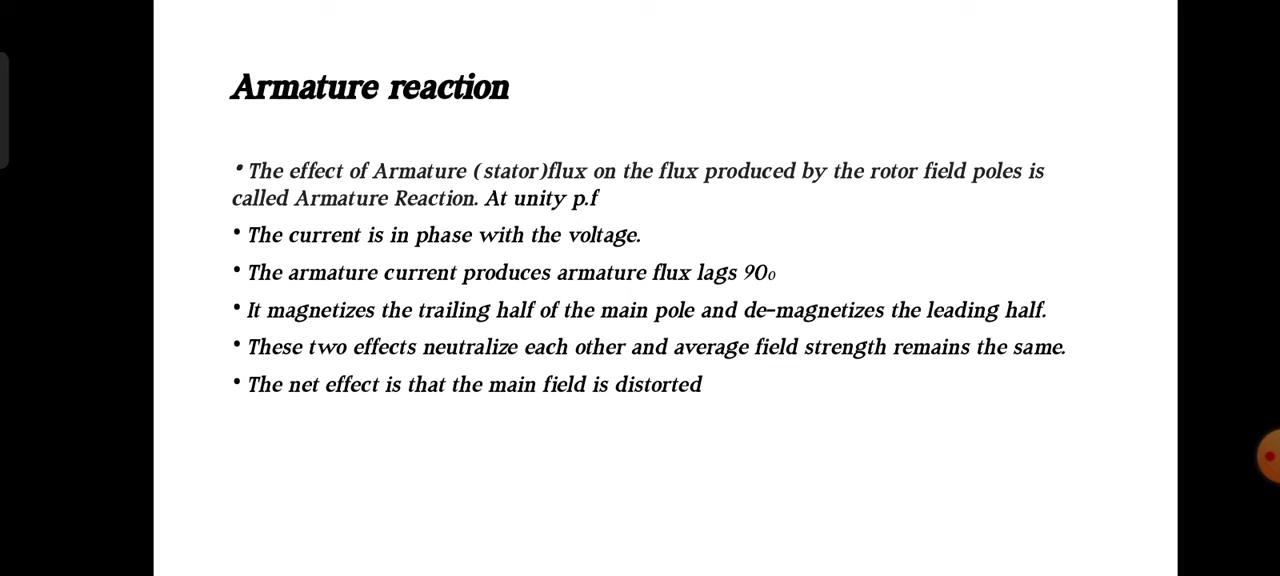 Armature reaction
• The effect of Armature (stator)flux on the flux produced by the rotor field poles is
called Armature Reaction. At unity p.f
• The current is in phase with the voltage.
• The armature current produces armature flux lags 90₀
• It magnetizes the trailing half of the main pole and de-magnetizes the leading half.
• These two effects neutralize each other and average field strength remains the same.
• The net effect is that the main field is distorted